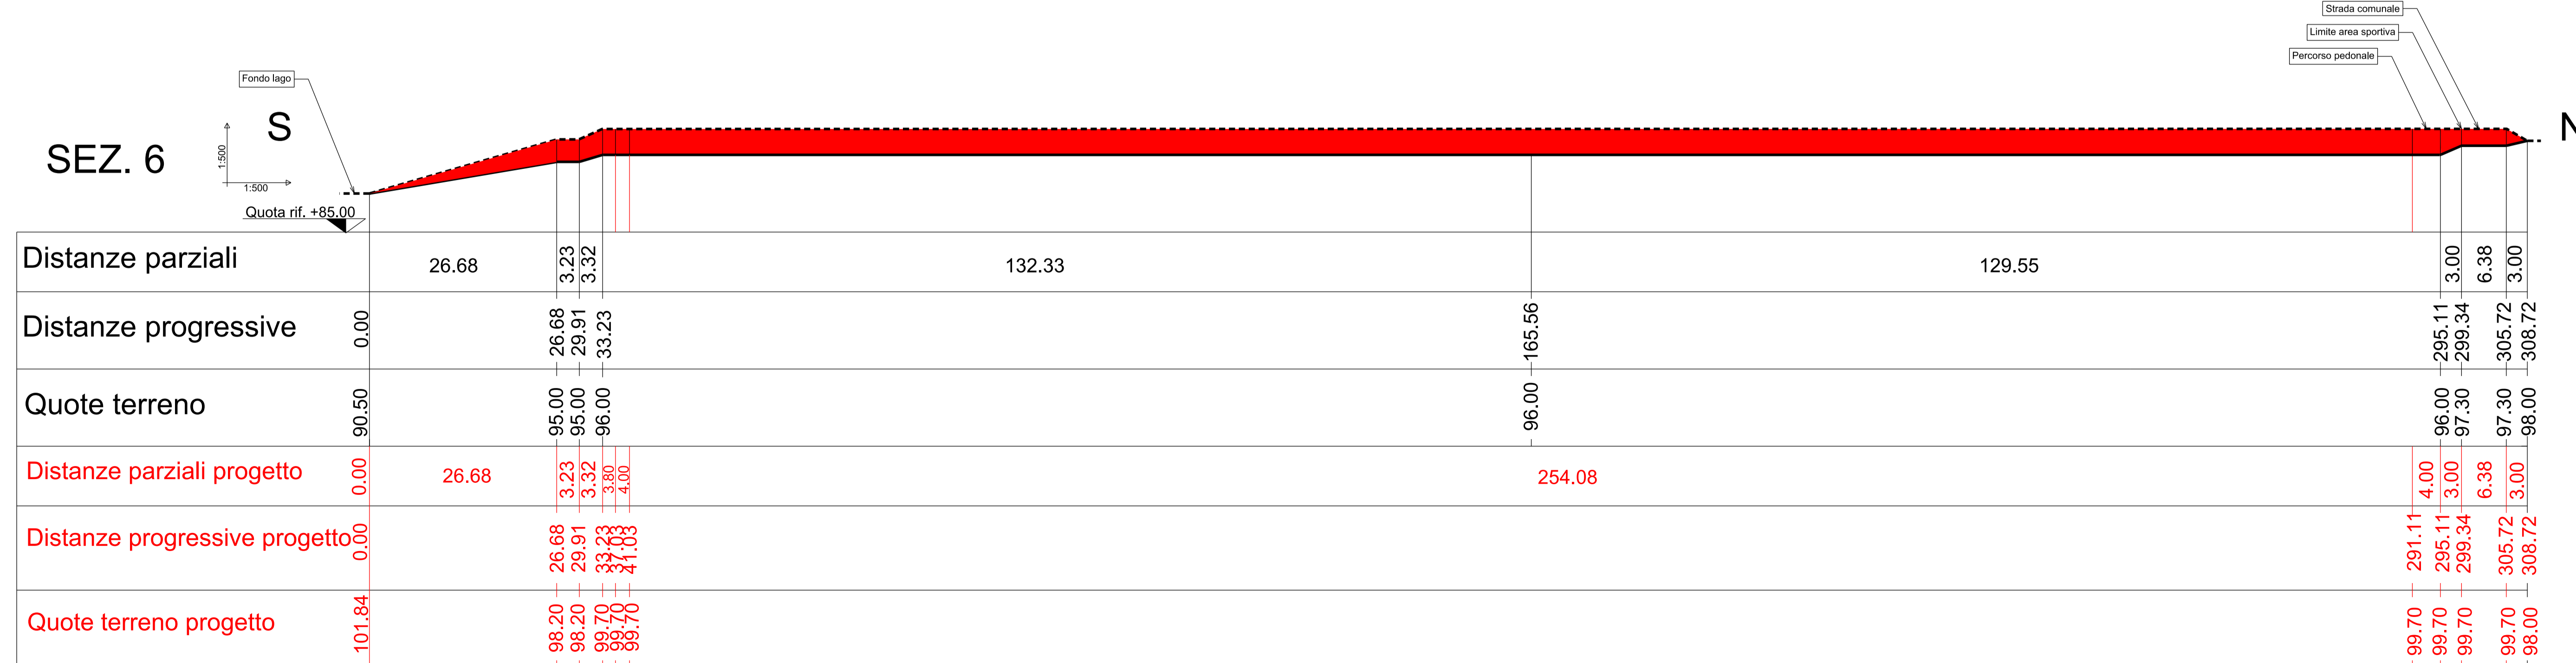 Strada comunale
Limite area sportiva
Percorso pedonale
Fondo lago
S
N
SEZ. 6
1:500
1:500
Quota rif. +85.00
Distanze parziali 26.68 3.23 3.32 132.33 129.55 3.00 6.38 3.00
Distanze progressive 0.00 26.68 29.91 33.23 165.56 295.11 299.34 305.72 308.72
Quote terreno 90.50 95.00 95.00 96.00 96.00 96.00 97.30 97.30 98.00
Distanze parziali progetto 0.00 26.68 3.23 3.32 3.80 4.00 254.08 4.00 3.00 6.38 3.00
Distanze progressive progetto 0.00 26.68 29.91 33.23 37.03 41.03 291.11 295.11 299.34 305.72 308.72
Quote terreno progetto 101.84 98.20 98.20 99.70 99.70 99.70 99.70 99.70 99.70 99.70 98.00